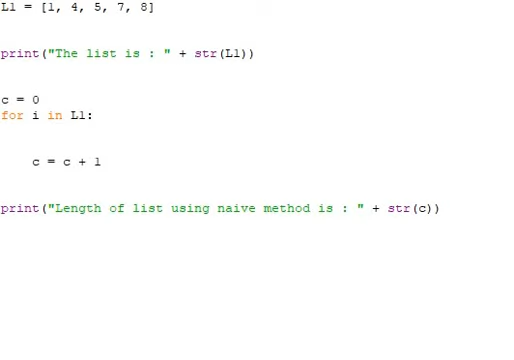 L1 = [1, 4, 5, 7, 8]
print("The list is : " + str(L1))
c = 0
for i in L1:
    c = c + 1
print("Length of list using naive method is : " + str(c))